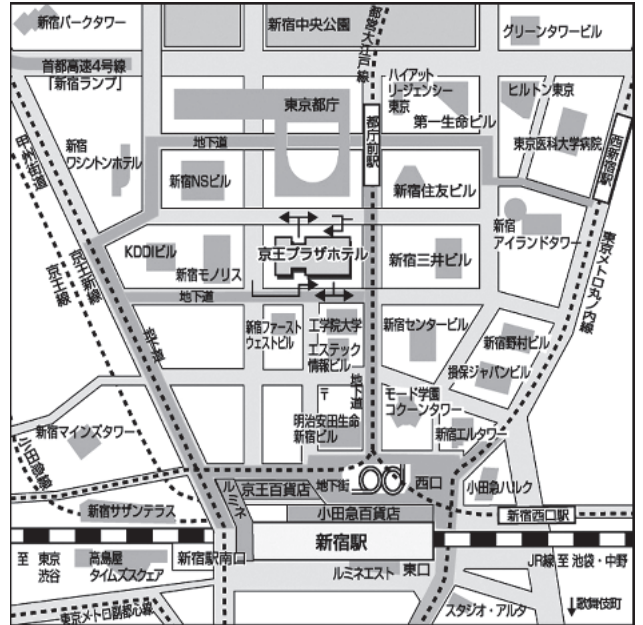 新宿パークタワー
新宿中央公園
都営大江戸線
グリーンタワービル
首都高速4号線
「新宿ランプ」
ハイアット
リージェンシー
東京
ヒルトン東京
東京都庁
都庁前駅
第一生命ビル
東京医科大学病院
西新宿駅
甲州街道
新宿
ワシントンホテル
地下道
新宿NSビル
新宿住友ビル
新宿
アイランドタワー
KDDIビル
新宿モノリス
京王プラザホテル
新宿三井ビル
東京メトロ丸ノ内線
京王新線
京王線
地下道
地下道
新宿ファースト
ウェストビル
工学院大学
エステック
情報ビル
新宿センタービル
新宿野村ビル
損保ジャパンビル
地下道
〒
明治安田生命
新宿ビル
モード学園
コクーンタワー
新宿エルタワー
新宿マインズタワー
小田急線
ルミネ
京王百貨店
地下街
西口
小田急ハルク
新宿サザンテラス
小田急百貨店
新宿西口駅
新宿駅
至 東京
渋谷
高島屋
タイムズスクェア
新宿駅南口
ルミネエスト
東口
JR線 至 池袋・中野
東京メトロ副都心線
スタジオ・アルタ
↓歌舞伎町